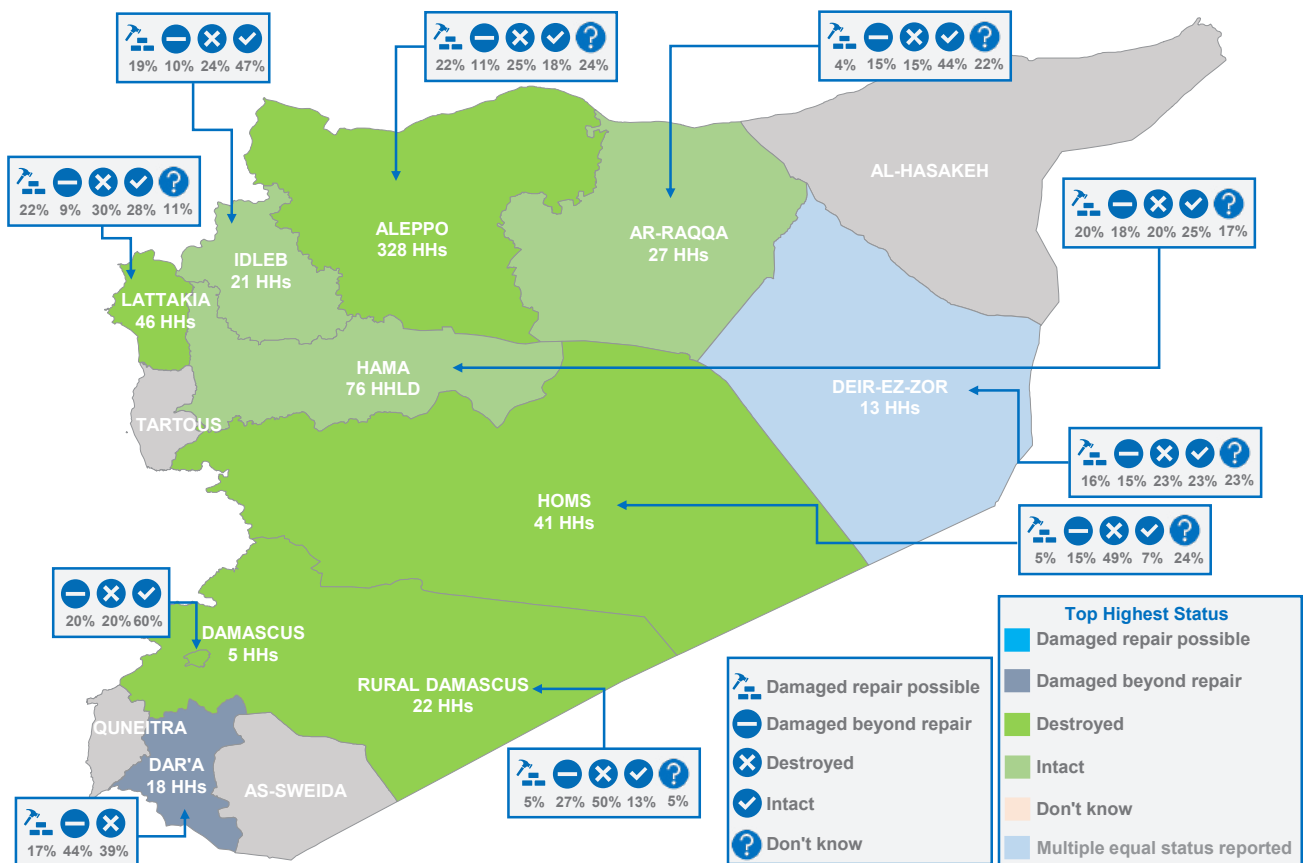 19% 10% 24% 47%
22% 11% 25% 18% 24%
4% 15% 15% 44% 22%
22% 9% 30% 28% 11%
20% 18% 20% 25% 17%
AL-HASAKEH
ALEPPO
328 HHs
AR-RAQQA
27 HHs
IDLEB
21 HHs
LATTAKIA
46 HHs
HAMA
76 HHLD
DEIR-EZ-ZOR
13 HHs
TARTOUS
16% 15% 23% 23% 23%
HOMS
41 HHs
5% 15% 49% 7% 24%
20% 20% 60%
DAMASCUS
5 HHs
RURAL DAMASCUS
22 HHs
QUNEITRA
DAR'A
18 HHs
AS-SWEIDA
5% 27% 50% 13% 5%
17% 44% 39%
Damaged repair possible
Damaged beyond repair
Destroyed
Intact
Don't know
Top Highest Status
Damaged repair possible
Damaged beyond repair
Destroyed
Intact
Don't know
Multiple equal status reported